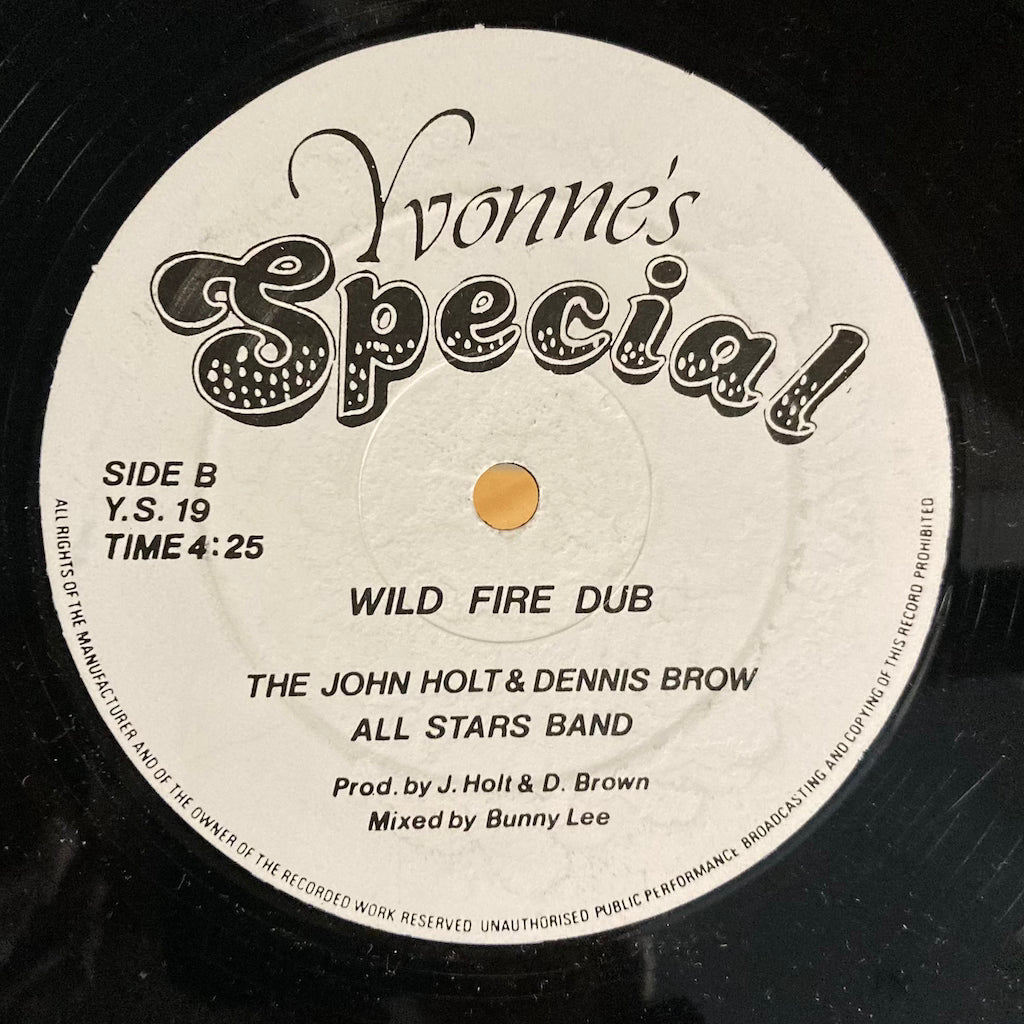 Yvonne's
Special
SIDE B
Y.S. 19
TIME 4:25
WILD FIRE DUB
THE JOHN HOLT & DENNIS BROW
ALL STARS BAND
Prod. by J. Holt & D. Brown
Mixed by Bunny Lee
ALL RIGHTS OF THE MANUFACTURER AND OF THE OWNER OF THE RECORDED WORK RESERVED UNAUTHORISED PUBLIC PERFORMANCE BROADCASTING AND COPYING OF THIS RECORD PROHIBITED